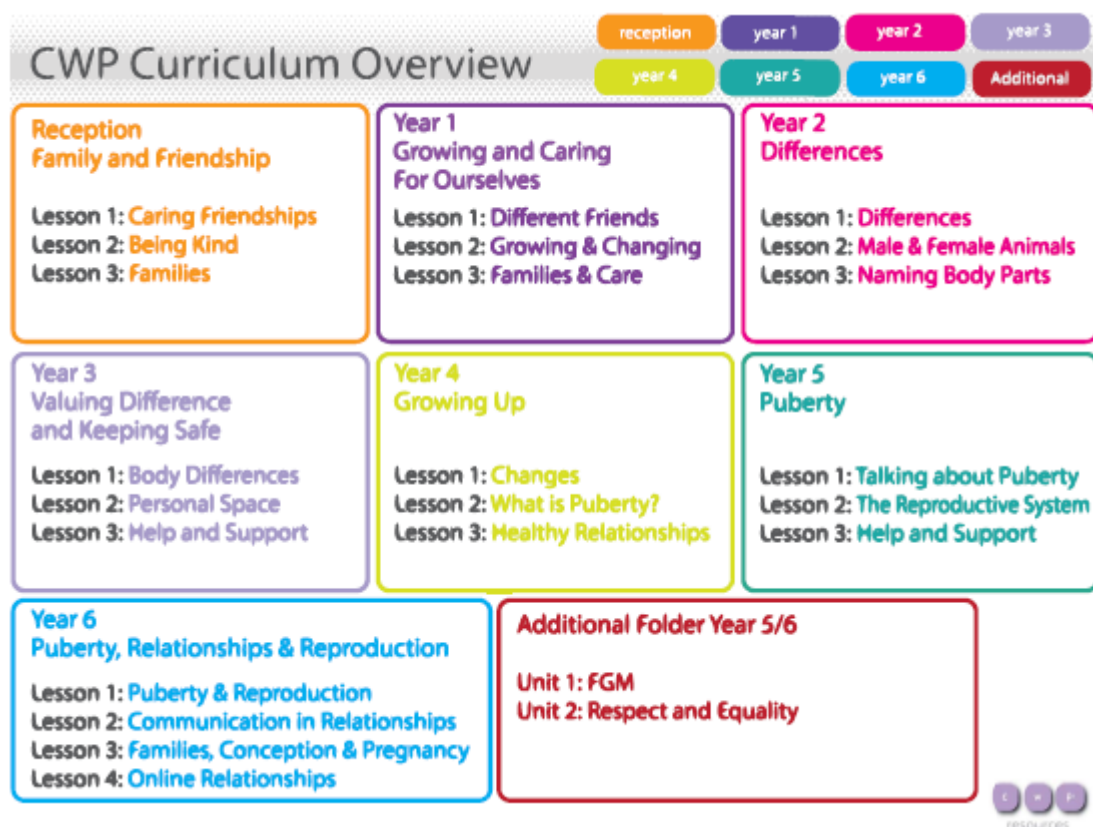 CWP Curriculum Overview
reception
year 1
year 2
year 3
year 4
year 5
year 6
Additional
Reception
Family and Friendship
Lesson 1: Caring Friendships
Lesson 2: Being Kind
Lesson 3: Families
Year 1
Growing and Caring
For Ourselves
Lesson 1: Different Friends
Lesson 2: Growing & Changing
Lesson 3: Families & Care
Year 2
Differences
Lesson 1: Differences
Lesson 2: Male & Female Animals
Lesson 3: Naming Body Parts
Year 3
Valuing Difference
and Keeping Safe
Lesson 1: Body Differences
Lesson 2: Personal Space
Lesson 3: Help and Support
Year 4
Growing Up
Lesson 1: Changes
Lesson 2: What is Puberty?
Lesson 3: Healthy Relationships
Year 5
Puberty
Lesson 1: Talking about Puberty
Lesson 2: The Reproductive System
Lesson 3: Help and Support
Year 6
Puberty, Relationships & Reproduction
Lesson 1: Puberty & Reproduction
Lesson 2: Communication in Relationships
Lesson 3: Families, Conception & Pregnancy
Lesson 4: Online Relationships
Additional Folder Year 5/6
Unit 1: FGM
Unit 2: Respect and Equality
c w p
resources